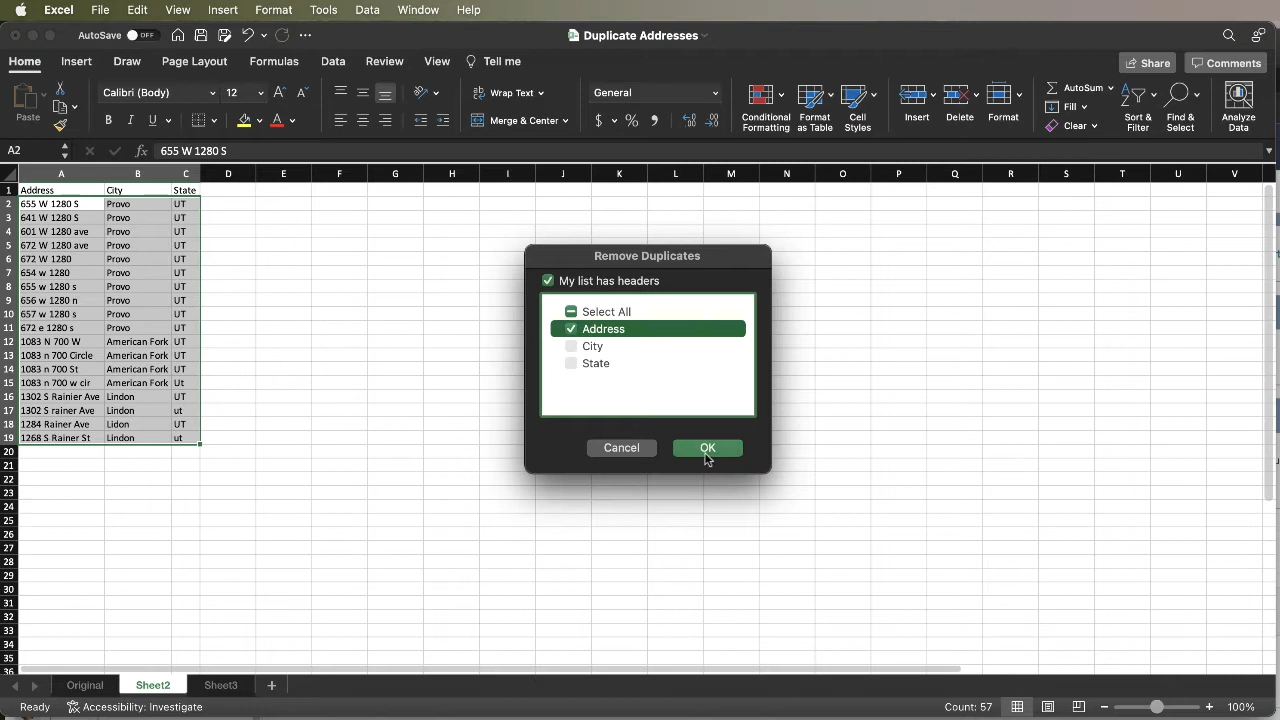 Excel File Edit View Insert Format Tools Data Window Help
AutoSave OFF Duplicate Addresses
Home Insert Draw Page Layout Formulas Data Review View Tell me Share Comments
Paste Calibri (Body) 12 A A Wrap Text General Conditional Formatting Format as Table Cell Styles Insert Delete Format AutoSum Fill Clear Sort & Filter Find & Select Analyze Data
B I U A Merge & Center $ % 
A2 fx 655 W 1280 S
A B C D E F G H I J K L M N O P Q R S T U V
1 Address City State
2 655 W 1280 S Provo UT
3 641 W 1280 S Provo UT
4 601 W 1280 ave Provo UT
5 672 W 1280 ave Provo UT
6 672 W 1280 Provo UT
7 654 w 1280 Provo UT
8 655 w 1280 s Provo UT
9 656 w 1280 n Provo UT
10 657 w 1280 s Provo UT
11 672 e 1280 s Provo UT
12 1083 N 700 W American Fork UT
13 1083 n 700 Circle American Fork UT
14 1083 n 700 St American Fork UT
15 1083 n 700 w cir American Fork Ut
16 1302 S Rainier Ave Lindon UT
17 1302 S rainer Ave Lindon ut
18 1284 Rainer Ave Lidon UT
19 1268 S Rainer St Lindon ut
20
21
22
23
24
25
26
27
28
29
30
31
32
33
34
35
36
Remove Duplicates
My list has headers
Select All
Address
City
State
Cancel OK
Original Sheet2 Sheet3 +
Ready Accessibility: Investigate Count: 57 100%